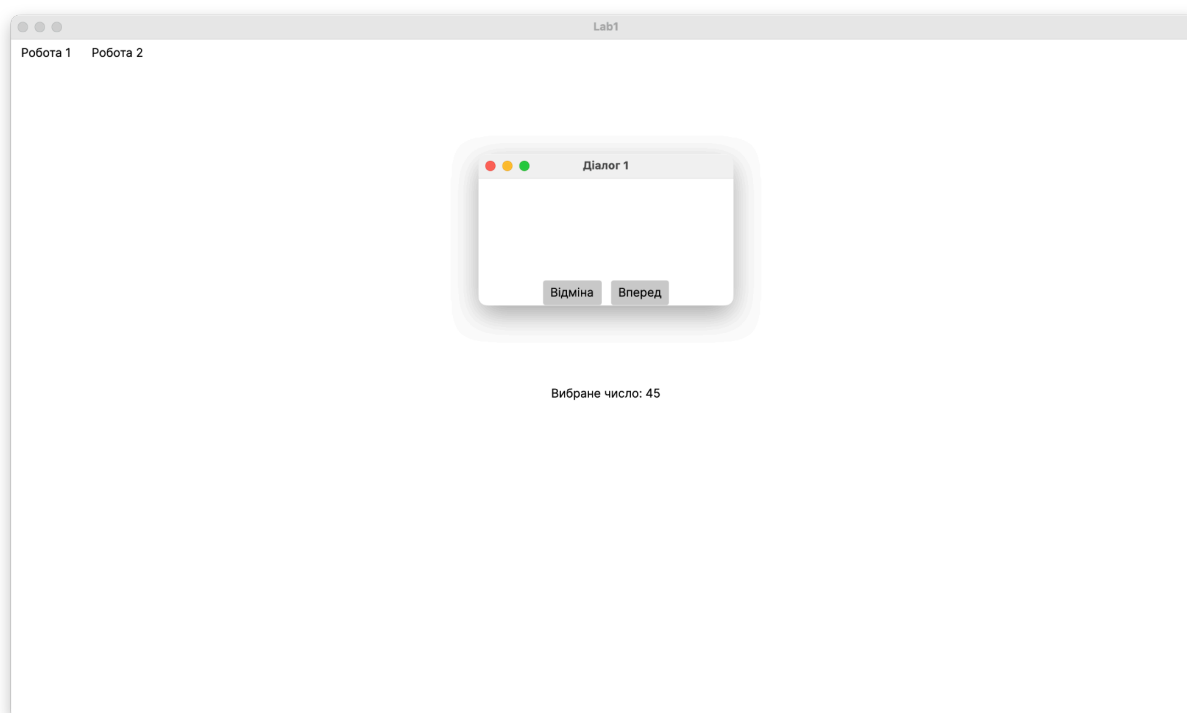 Lab1
Робота 1 Робота 2
Діалог 1
Відміна Вперед
Вибране число: 45